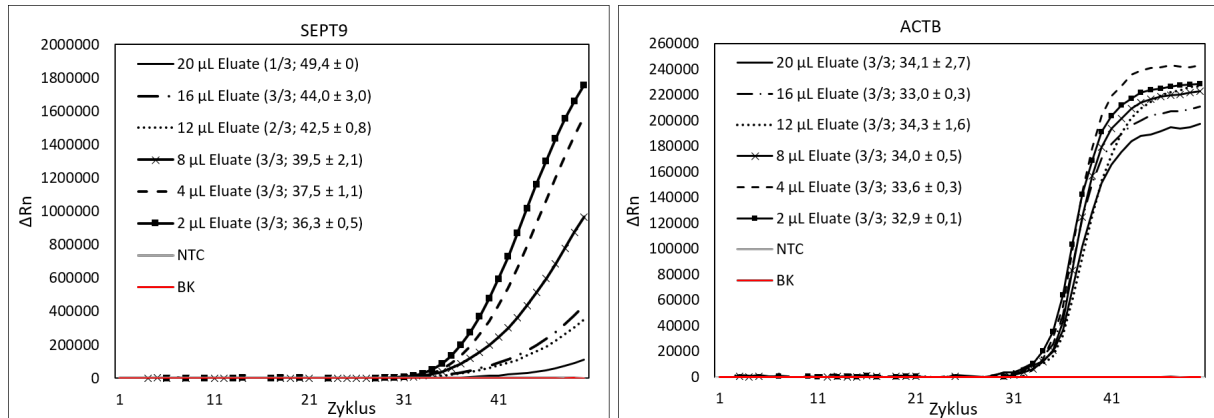 SEPT9
2000000
1800000
1600000
1400000
1200000
1000000
800000
600000
400000
200000
0
ΔRn
20 µL Eluate (1/3; 49,4 ± 0)
16 µL Eluate (3/3; 44,0 ± 3,0)
12 µL Eluate (2/3; 42,5 ± 0,8)
8 µL Eluate (3/3; 39,5 ± 2,1)
4 µL Eluate (3/3; 37,5 ± 1,1)
2 µL Eluate (3/3; 36,3 ± 0,5)
NTC
BK
1 11 21 31 41
Zyklus
ACTB
260000
240000
220000
200000
180000
160000
140000
120000
100000
80000
60000
40000
20000
0
ΔRn
20 µL Eluate (3/3; 34,1 ± 2,7)
16 µL Eluate (3/3; 33,0 ± 0,3)
12 µL Eluate (3/3; 34,3 ± 1,6)
8 µL Eluate (3/3; 34,0 ± 0,5)
4 µL Eluate (3/3; 33,6 ± 0,3)
2 µL Eluate (3/3; 32,9 ± 0,1)
NTC
BK
1 11 21 31 41
Zyklus